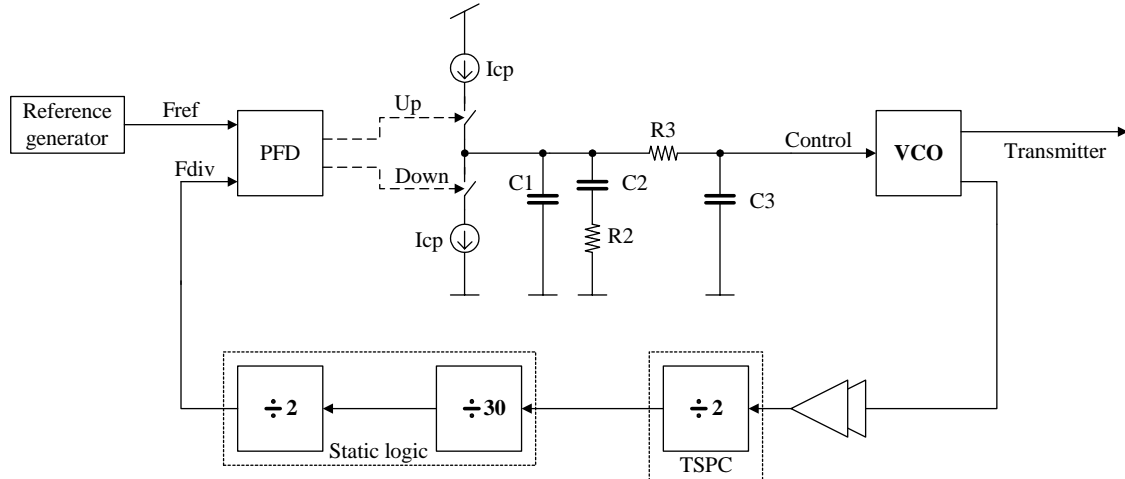 Icp
Reference
generator
Fref
Fdiv
PFD
Up
Down
Icp
C1
C2
R2
R3
C3
Control
VCO
Transmitter
÷2
÷30
Static logic
÷2
TSPC